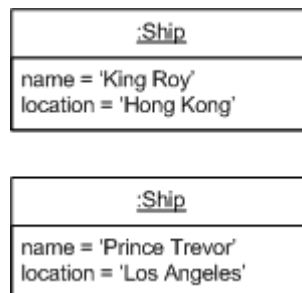 :Ship
name = 'King Roy'
location = 'Hong Kong'
:Ship
name = 'Prince Trevor'
location = 'Los Angeles'